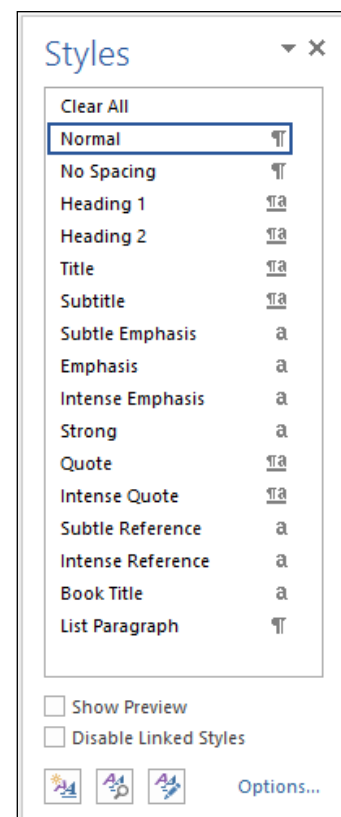 Styles
Clear All
Normal ¶
No Spacing ¶
Heading 1 ¶a
Heading 2 ¶a
Title ¶a
Subtitle ¶a
Subtle Emphasis a
Emphasis a
Intense Emphasis a
Strong a
Quote ¶a
Intense Quote ¶a
Subtle Reference a
Intense Reference a
Book Title a
List Paragraph ¶
Show Preview
Disable Linked Styles
Options...